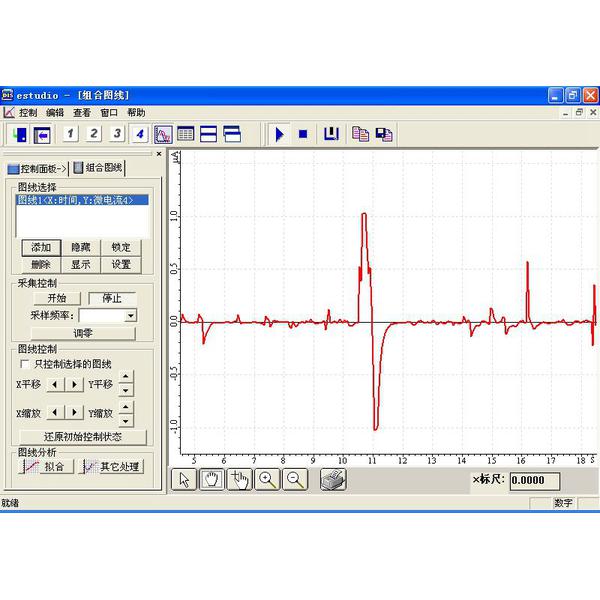 estudio - [组合图线]
控制 编辑 查看 窗口 帮助
1 2 3 4
控制面板-> 组合图线
图线选择
图线1<X:时间,Y:微电流4>
添加 隐藏 锁定
删除 显示 设置
采集控制
开始 停止
采样频率:
调零
图线控制
只控制选择的图线
X平移 Y平移
X缩放 Y缩放
还原初始控制状态
图线分析
拟合 其它处理
μA
1.0
0.5
0.0
-0.5
-1.0
5 6 7 8 9 10 11 12 13 14 15 16 17 18 s
x标尺: 0.0000
就绪 数字